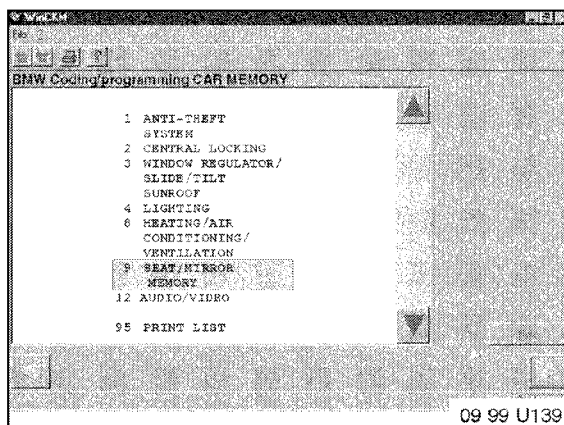 WinCKM
File ?
?
BMW Coding/programming CAR MEMORY
1 ANTI-THEFT
SYSTEM
2 CENTRAL LOCKING
3 WINDOW REGULATOR/
SLIDE/TILT
SUNROOF
4 LIGHTING
8 HEATING/AIR
CONDITIONING/
VENTILATION
9 SEAT/MIRROR
MEMORY
12 AUDIO/VIDEO
95 PRINT LIST
09 99 U139